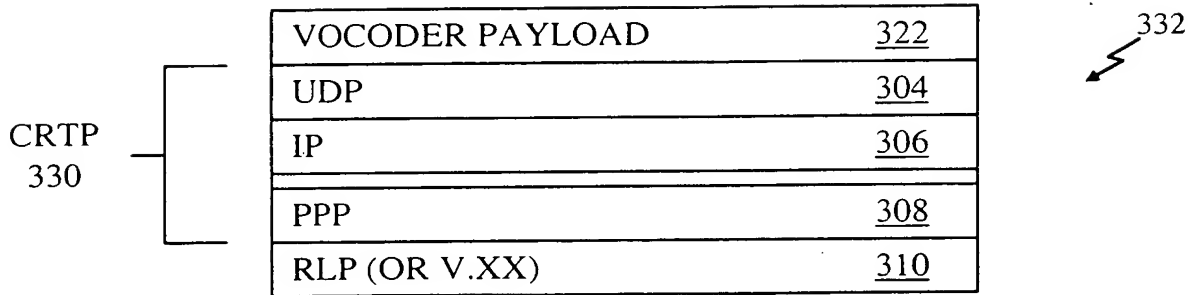 VOCODER PAYLOAD 322
332
UDP 304
CRTP
330
IP 306
PPP 308
RLP (OR V.XX) 310